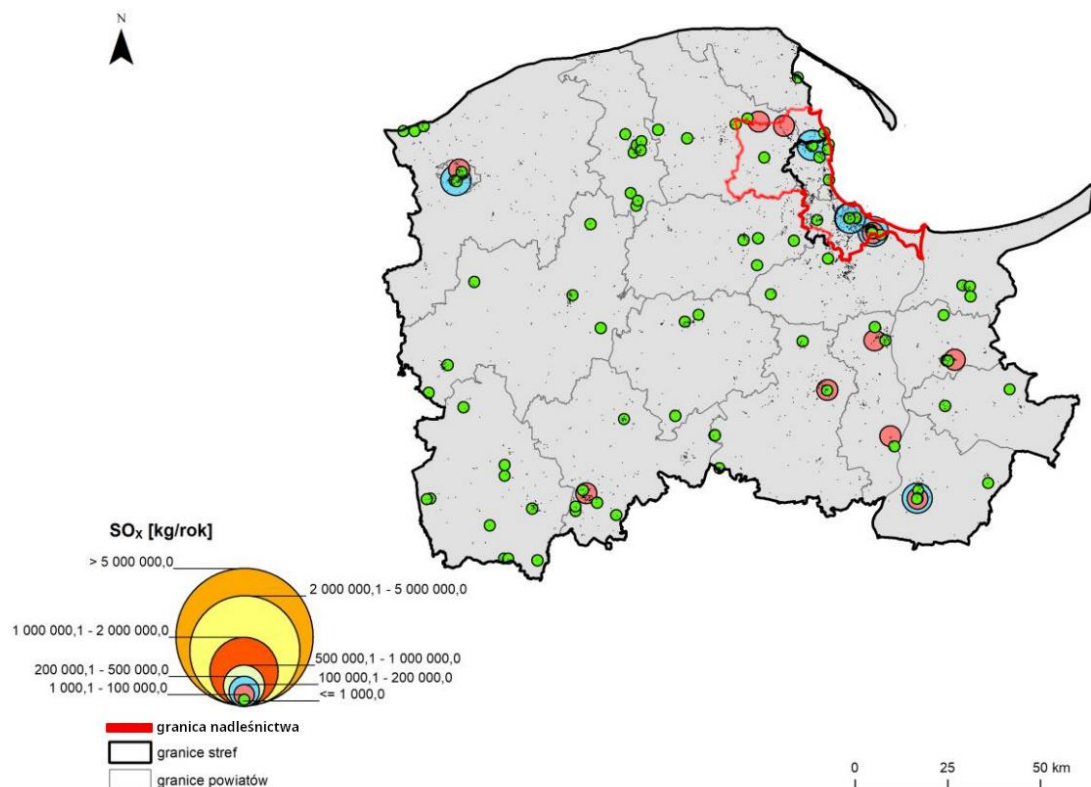 N
SOx [kg/rok]
> 5 000 000,0
2 000 000,1 - 5 000 000,0
1 000 000,1 - 2 000 000,0
500 000,1 - 1 000 000,0
200 000,1 - 500 000,0
100 000,1 - 200 000,0
1 000,1 - 100 000,0
<= 1 000,0
granica nadleśnictwa
granice stref
granice powiatów
0 25 50 km